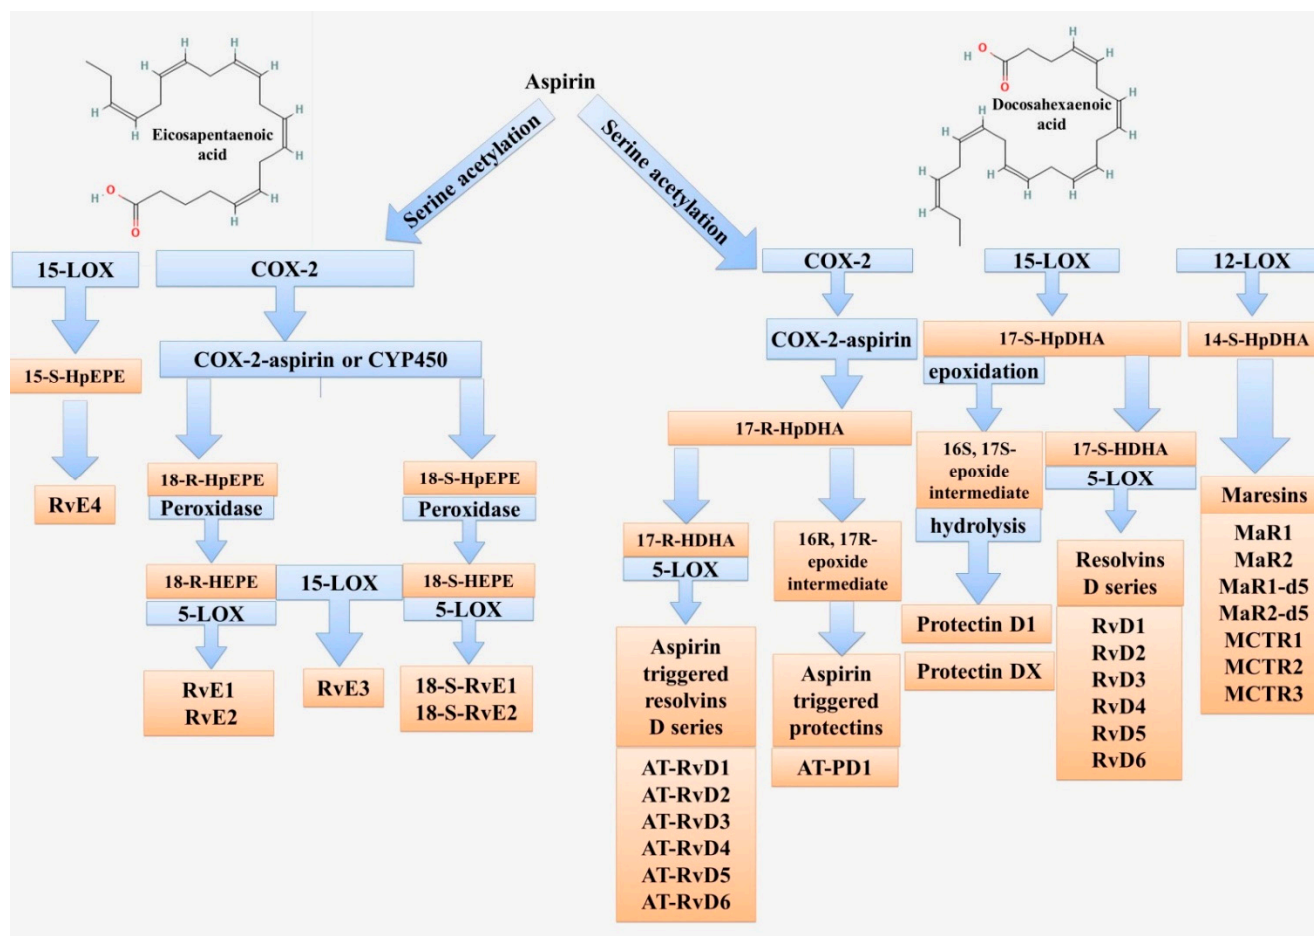 Aspirin
Eicosapentaenoic
acid
H
H
H
H
H
H
H
H
H
H
H
O
O
Docosahexaenoic
acid
H
O
O
H
H
H
H
H
H
H
H
H
H
H
H
Serine acetylation
Serine acetylation
15-LOX
15-S-HpEPE
RvE4
COX-2
COX-2-aspirin or CYP450
18-R-HpEPE
Peroxidase
18-R-HEPE
5-LOX
RvE1
RvE2
15-LOX
RvE3
18-S-HpEPE
Peroxidase
18-S-HEPE
5-LOX
18-S-RvE1
18-S-RvE2
COX-2
COX-2-aspirin
17-R-HpDHA
17-R-HDHA
5-LOX
Aspirin
triggered
resolvins
D series
AT-RvD1
AT-RvD2
AT-RvD3
AT-RvD4
AT-RvD5
AT-RvD6
16R, 17R-
epoxide
intermediate
Aspirin
triggered
protectins
AT-PD1
15-LOX
17-S-HpDHA
epoxidation
16S, 17S-
epoxide
intermediate
hydrolysis
Protectin D1
Protectin DX
17-S-HDHA
5-LOX
Resolvins
D series
RvD1
RvD2
RvD3
RvD4
RvD5
RvD6
12-LOX
14-S-HpDHA
Maresins
MaR1
MaR2
MaR1-d5
MaR2-d5
MCTR1
MCTR2
MCTR3